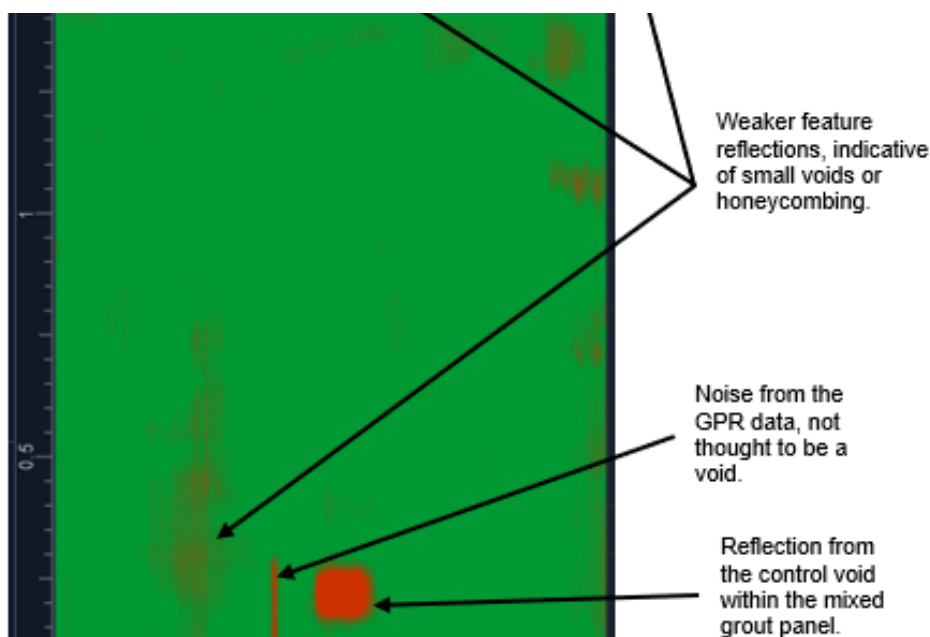 Weaker feature
reflections, indicative
of small voids or
honeycombing.
1
Noise from the
GPR data, not
thought to be a
void.
0.5
Reflection from
the control void
within the mixed
grout panel.